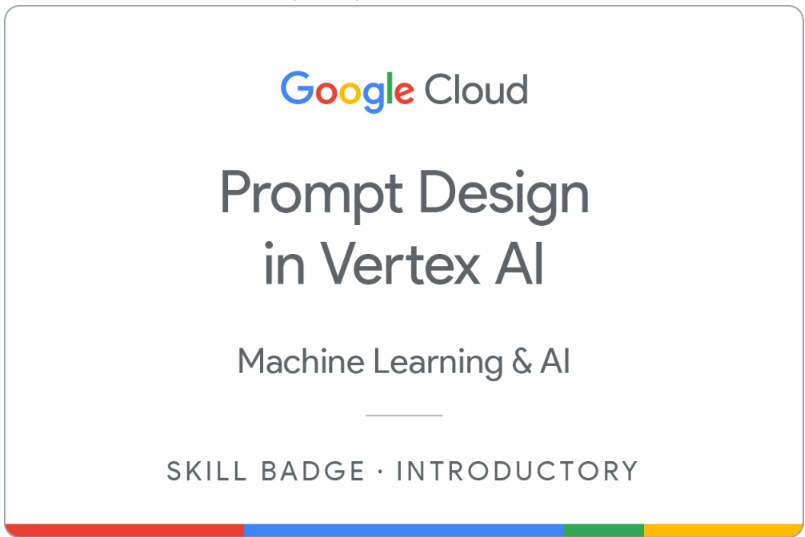 Google Cloud
Prompt Design
in Vertex AI
Machine Learning & AI
SKILL BADGE · INTRODUCTORY